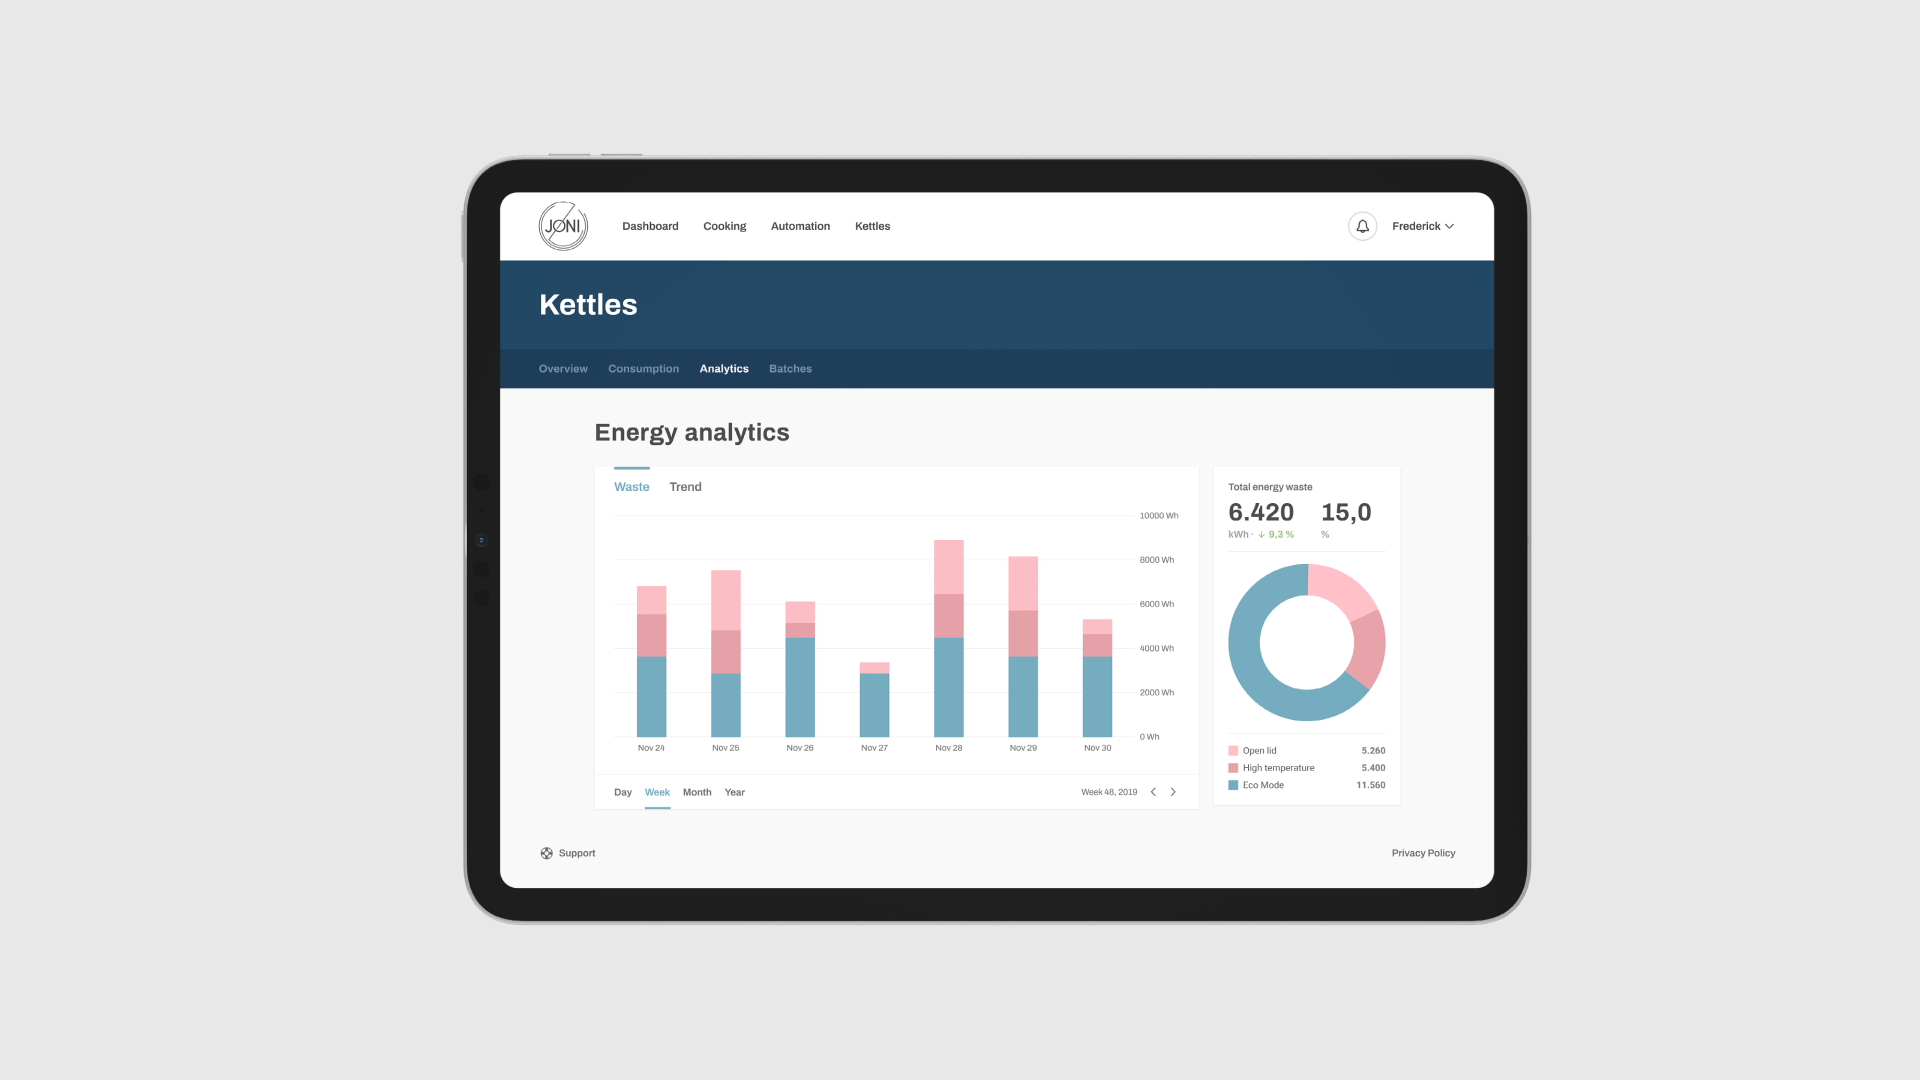 JONI
Dashboard Cooking Automation Kettles
Frederick
Kettles
Overview Consumption Analytics Batches
Energy analytics
Waste Trend
10000 Wh
8000 Wh
6000 Wh
4000 Wh
2000 Wh
0 Wh
Nov 24 Nov 25 Nov 26 Nov 27 Nov 28 Nov 29 Nov 30
Day Week Month Year
Week 48, 2019
Total energy waste
6.420 15,0
kWh · ↓ 9,3 % %
Open lid 5.260
High temperature 5.400
Eco Mode 11.560
Support
Privacy Policy